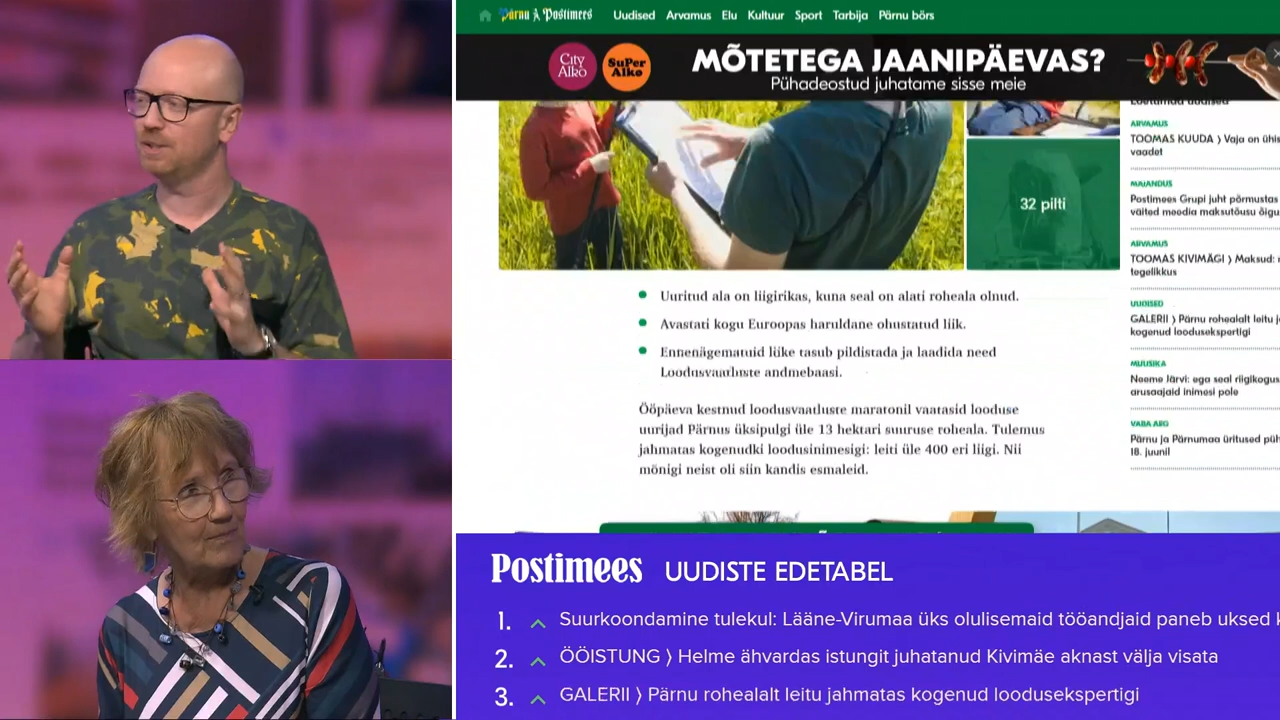 Pärnu Postimees
Uudised Arvamus Elu Kultuur Sport Tarbija Pärnu börs
City Alko
SuPer Alko
MÕTETEGA JAANIPÄEVAS?
Pühadeostud juhatame sisse meie
Loetumad uudised
32 pilti
ARVAMUS
TOOMAS KUUDA ⟩ Vaja on ühis
vaadet
MAJANDUS
Postimees Grupi juht põrmustas
väited meedia maksutõusu õigu
ARVAMUS
TOOMAS KIVIMÄGI ⟩ Maksud:
tegelikkus
UUDISED
GALERII ⟩ Pärnu rohealalt leitu j
kogenud loodusekspertigi
MUUSIKA
Neeme Järvi: ega seal riigikogus
arusaajaid inimesi pole
VABA AEG
Pärnu ja Pärnumaa üritused püh
18. juunil
Uuritud ala on liigirikas, kuna seal on alati roheala olnud.
Avastati kogu Euroopas haruldane ohustatud liik.
Ennenägematuid liike tasub pildistada ja laadida need
Loodusvaatluste andmebaasi.
Ööpäeva kestnud loodusvaatluste maratonil vaatasid looduse
uurijad Pärnus üksipulgi üle 13 hektari suuruse roheala. Tulemus
jahmatas kogenudki loodusinimesigi: leiti üle 400 eri liigi. Nii
mõnigi neist oli siin kandis esmaleid.
Postimees UUDISTE EDETABEL
1. Suurkoondamine tulekul: Lääne-Virumaa üks olulisemaid tööandjaid paneb uksed k
2. ÖÖISTUNG ⟩ Helme ähvardas istungit juhatanud Kivimäe aknast välja visata
3. GALERII ⟩ Pärnu rohealalt leitu jahmatas kogenud loodusekspertigi